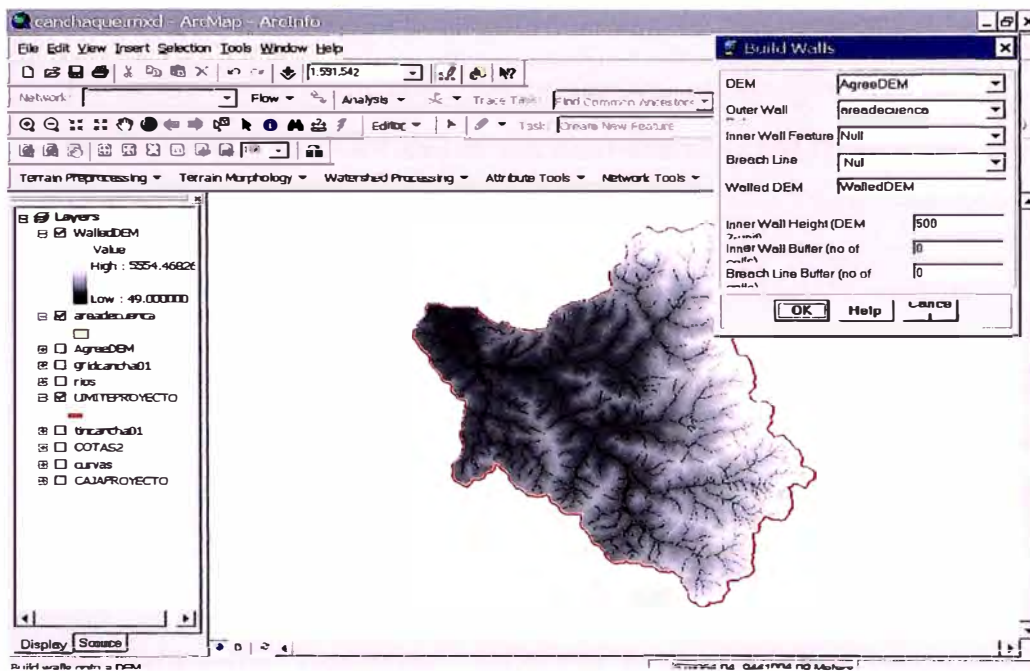 canchaque.mxd - ArcMap - ArcInfo
File Edit View Insert Selection Tools Window Help
1:591,542
Network: Flow Analysis Trace Task: Find Common Ancestors
Editor Task: Create New Feature
Terrain Preprocessing Terrain Morphology Watershed Processing Attribute Tools Network Tools
Layers
WalledDEM
Value
High : 5554.46826
Low : 49.000000
areadecuenca
AgreeDEM
gridcancha01
rios
LIMITEPROYECTO
tincancha01
COTAS2
curvas
CAJAPROYECTO
Display Source
Build walls onto a DEM
Build Walls
DEM AgreeDEM
Outer Wall areadecuenca
Inner Wall Feature Null
Breach Line Nul
Walled DEM WalledDEM
Inner Wall Height (DEM 500
Inner Wall Buffer (no of 0
Breach Line Buffer (no of 0
OK Help Cance